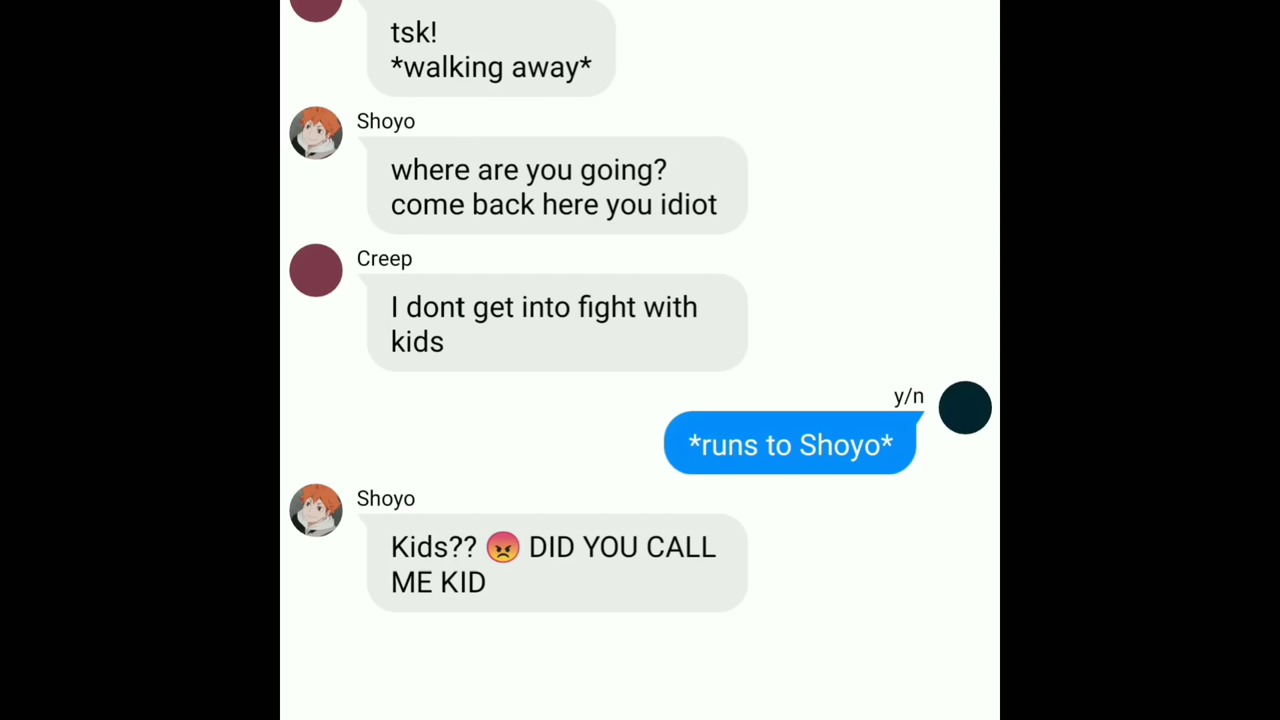 tsk!
*walking away*
Shoyo
where are you going?
come back here you idiot
Creep
I dont get into fight with
kids
y/n
*runs to Shoyo*
Shoyo
Kids?? 😡 DID YOU CALL
ME KID